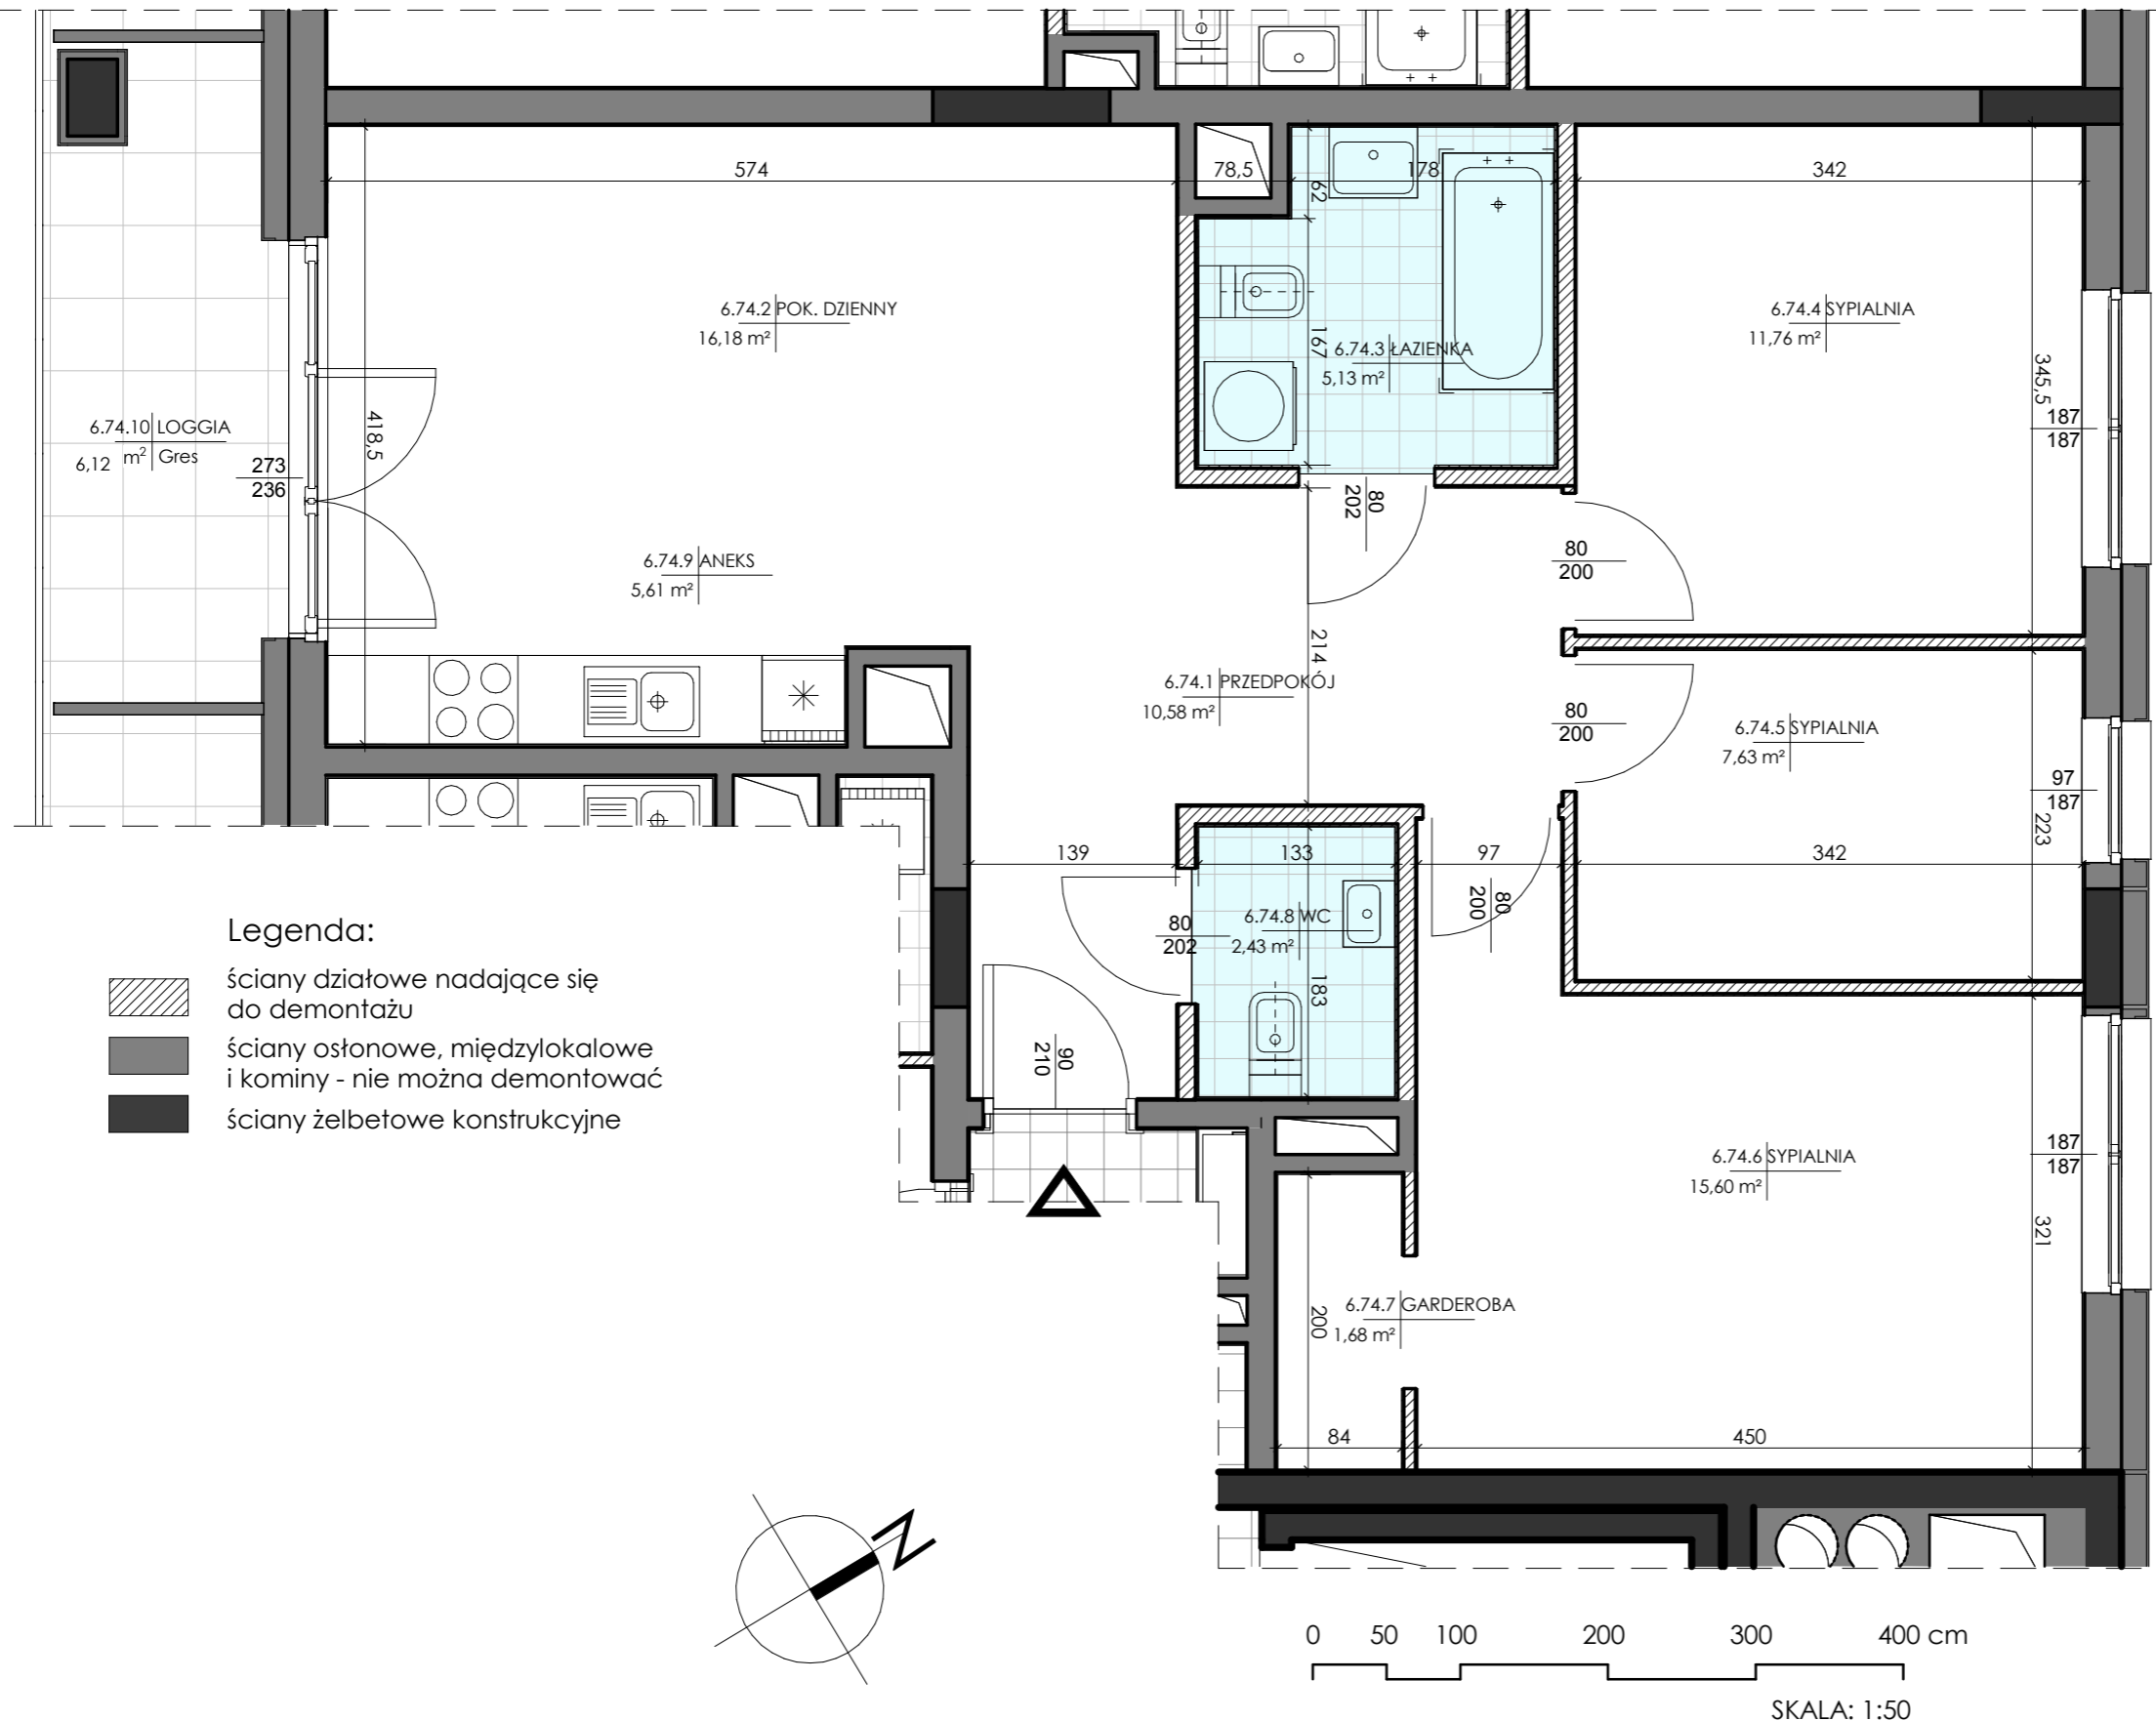 574
78,5
178
342
62
6.74.2 POK. DZIENNY
16,18 m²
167
6.74.3 ŁAZIENKA
5,13 m²
6.74.4 SYPIALNIA
11,76 m²
345,5
187
187
418,5
6.74.10 LOGGIA
6,12 m² Gres
273
236
80
202
80
200
6.74.9 ANEKS
5,61 m²
214
6.74.1 PRZEDPOKÓJ
10,58 m²
80
200
6.74.5 SYPIALNIA
7,63 m²
97
187
223
139
133
97
342
80
202
6.74.8 WC
2,43 m²
80
200
183
90
210
Legenda:
ściany działowe nadające się
do demontażu
ściany osłonowe, międzylokalowe
i kominy - nie można demontować
ściany żelbetowe konstrukcyjne
6.74.6 SYPIALNIA
15,60 m²
187
187
321
200
6.74.7 GARDEROBA
1,68 m²
84
450
N
0 50 100 200 300 400 cm
SKALA: 1:50